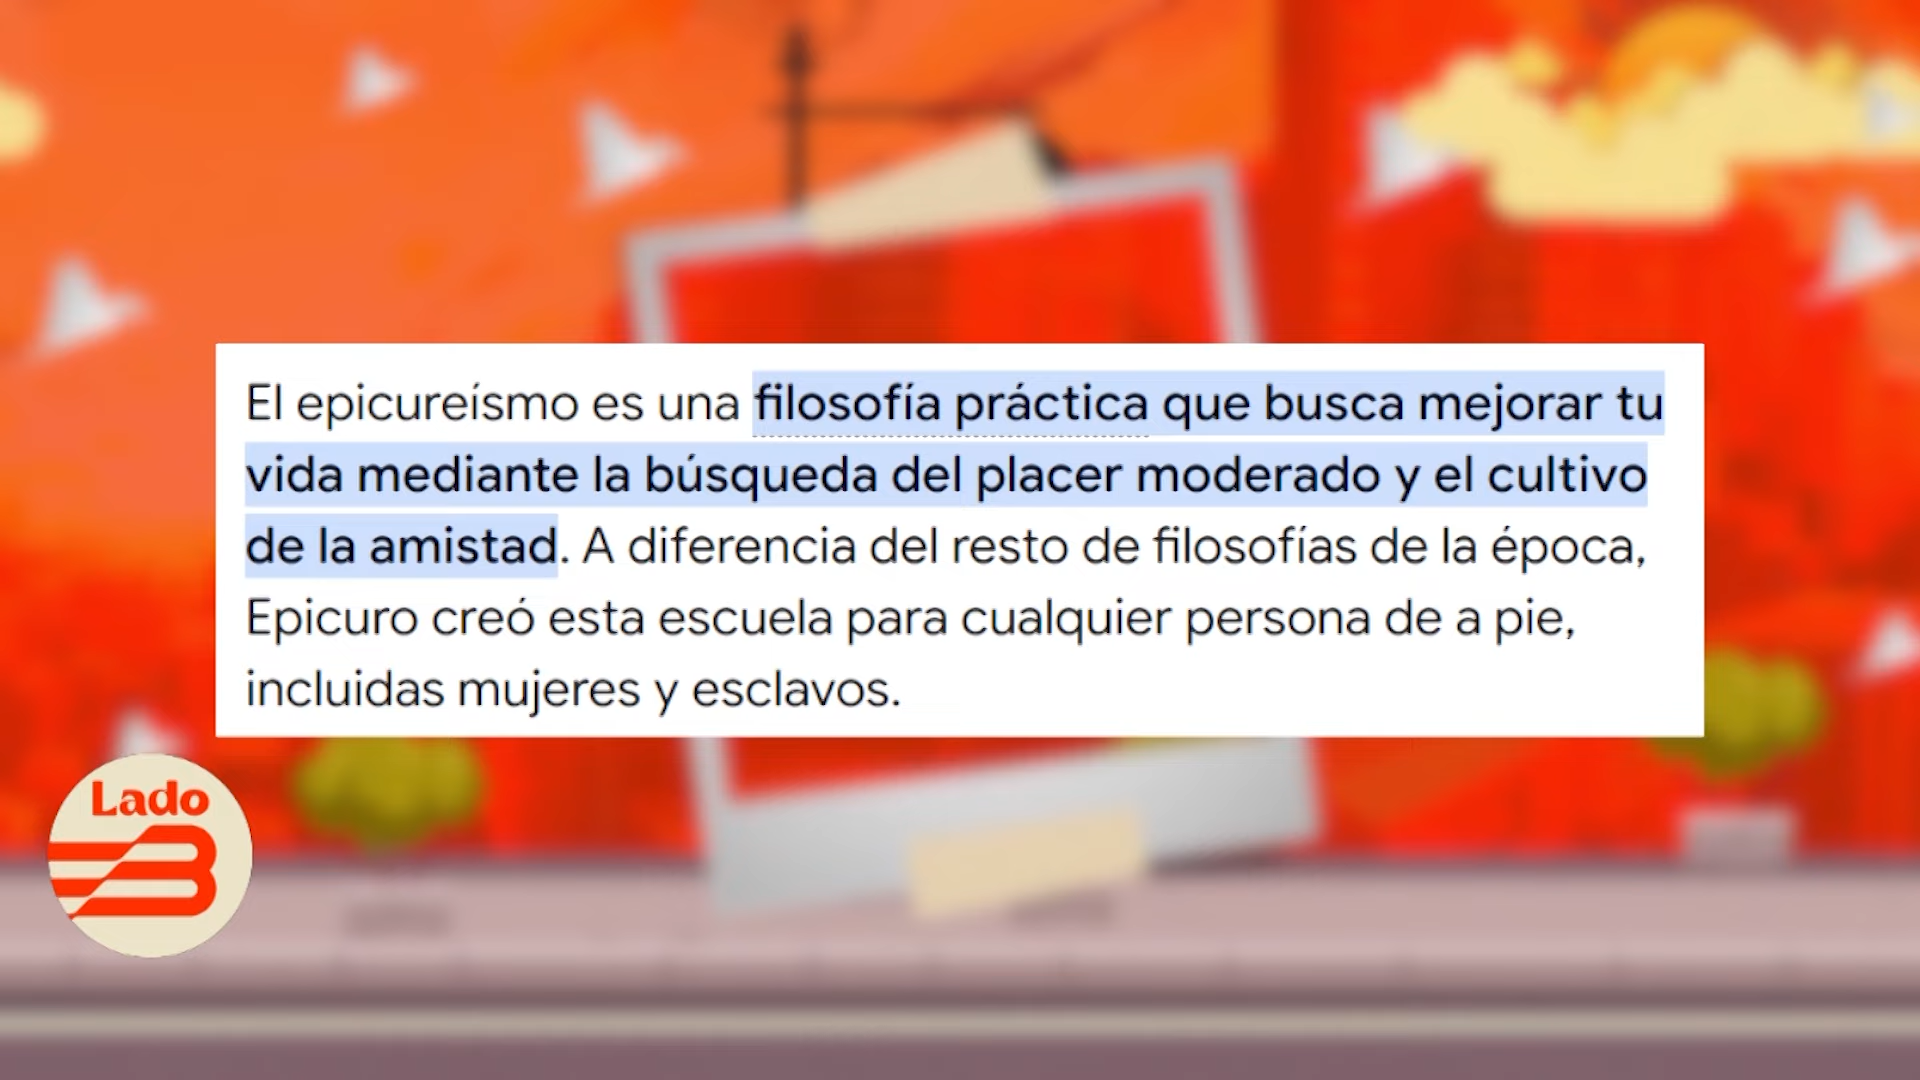 El epicureísmo es una filosofía práctica que busca mejorar tu
vida mediante la búsqueda del placer moderado y el cultivo
de la amistad. A diferencia del resto de filosofías de la época,
Epicuro creó esta escuela para cualquier persona de a pie,
incluidas mujeres y esclavos.
Lado
B